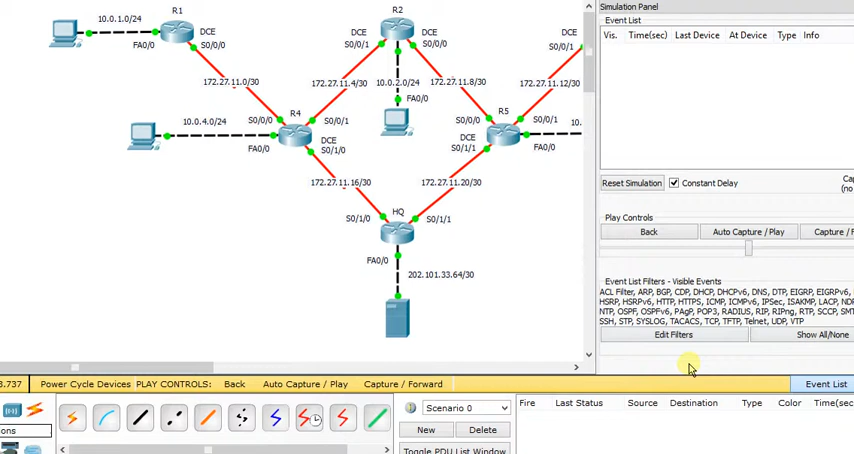 R1
10.0.1.0/24
DCE
FA0/0
S0/0/0
172.27.11.0/30
R2
DCE
DCE
S0/0/1
S0/0/0
172.27.11.4/30
172.27.11.8/30
10.0.2.0/24
FA0/0
DCE
S0/0/1
172.27.11.12/30
R4
10.0.4.0/24
S0/0/0
S0/0/1
FA0/0
DCE
S0/1/0
R5
S0/0/0
S0/0/1
10.
DCE
S0/1/1
FA0/0
172.27.11.16/30
172.27.11.20/30
HQ
S0/1/0
S0/1/1
FA0/0
202.101.33.64/30
Simulation Panel
Event List
Vis. Time(sec) Last Device At Device Type Info
Reset Simulation Constant Delay
Ca
(no
Play Controls
Back Auto Capture / Play Capture / F
Event List Filters - Visible Events
ACL Filter, ARP, BGP, CDP, DHCP, DHCPv6, DNS, DTP, EIGRP, EIGRPv6,
HSRP, HSRPv6, HTTP, HTTPS, ICMP, ICMPv6, IPSec, ISAKMP, LACP, ND
NTP, OSPF, OSPFv6, PAgP, POP3, RADIUS, RIP, RIPng, RTP, SCCP, SMT
SSH, STP, SYSLOG, TACACS, TCP, TFTP, Telnet, UDP, VTP
Edit Filters Show All/None
3.737 Power Cycle Devices PLAY CONTROLS: Back Auto Capture / Play Capture / Forward Event List
Scenario 0
New Delete
Toggle PDU List Window
Fire Last Status Source Destination Type Color Time(sec
ons